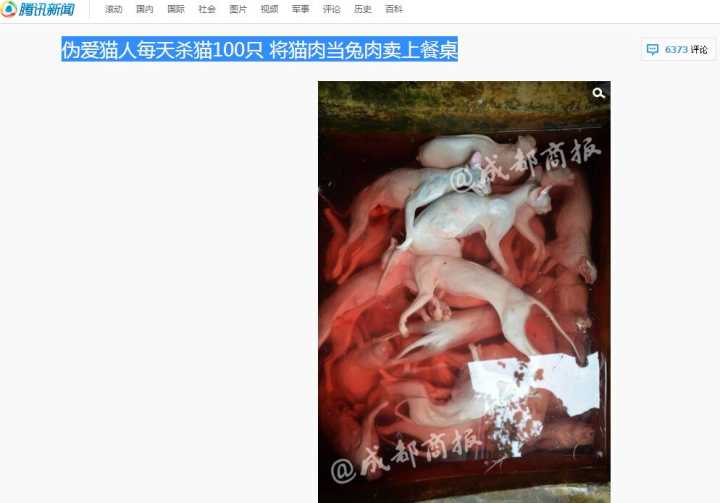 腾讯新闻
滚动 国内 国际 社会 图片 视频 军事 评论 历史 百科
伪爱猫人每天杀猫100只 将猫肉当兔肉卖上餐桌
6373 评论
@成都商报
@成都商报